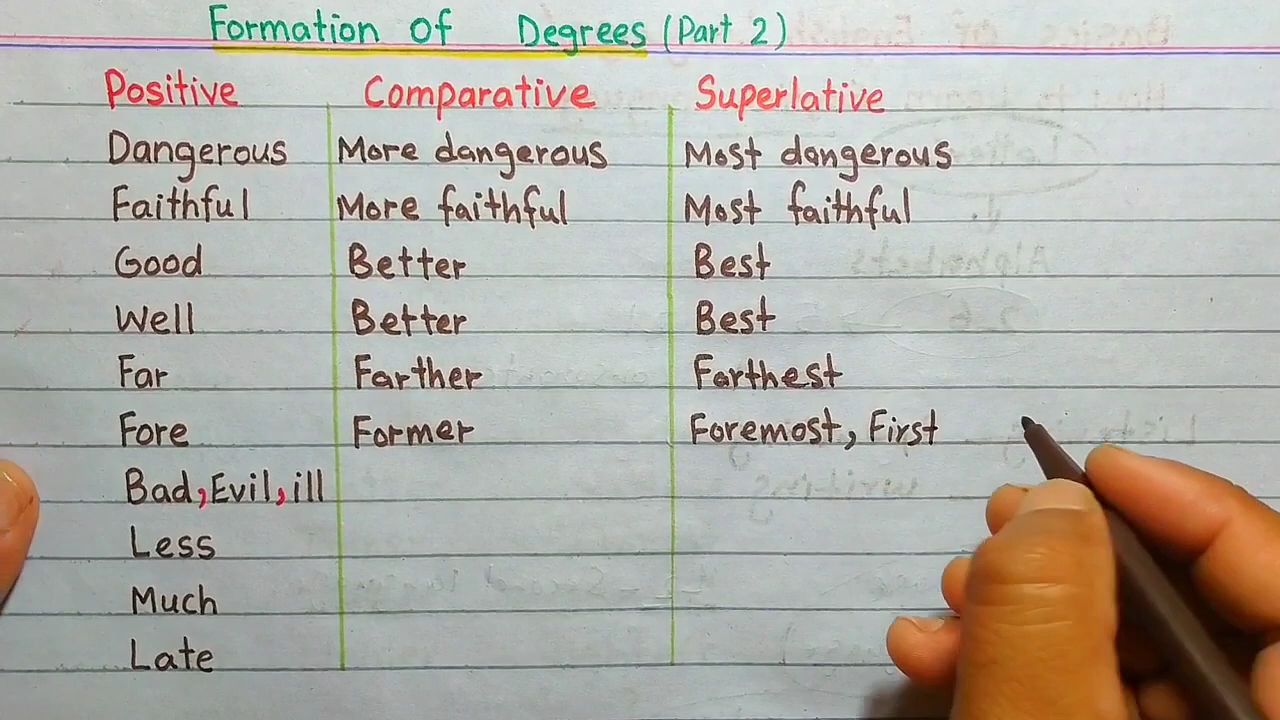 Formation of Degrees (Part 2)
Positive Comparative Superlative
Dangerous More dangerous Most dangerous
Faithful More faithful Most faithful
Good Better Best
Well Better Best
Far Farther Farthest
Fore Former Foremost, First
Bad, Evil, ill
Less
Much
Late